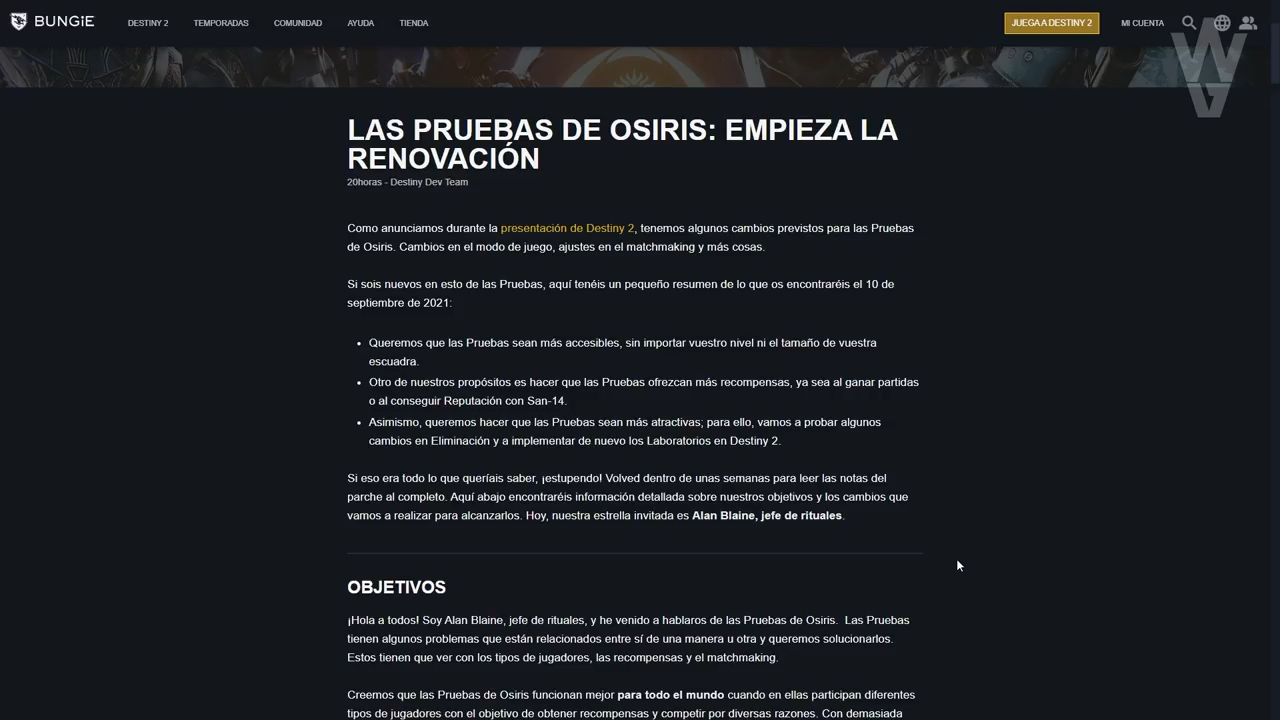 BUNGiE
DESTINY 2
TEMPORADAS
COMUNIDAD
AYUDA
TIENDA
JUEGA A DESTINY 2
MI CUENTA
WA
LAS PRUEBAS DE OSIRIS: EMPIEZA LA
RENOVACIÓN
20horas - Destiny Dev Team
Como anunciamos durante la presentación de Destiny 2, tenemos algunos cambios previstos para las Pruebas
de Osiris. Cambios en el modo de juego, ajustes en el matchmaking y más cosas.
Si sois nuevos en esto de las Pruebas, aquí tenéis un pequeño resumen de lo que os encontraréis el 10 de
septiembre de 2021:
• Queremos que las Pruebas sean más accesibles, sin importar vuestro nivel ni el tamaño de vuestra
escuadra.
• Otro de nuestros propósitos es hacer que las Pruebas ofrezcan más recompensas, ya sea al ganar partidas
o al conseguir Reputación con San-14.
• Asimismo, queremos hacer que las Pruebas sean más atractivas; para ello, vamos a probar algunos
cambios en Eliminación y a implementar de nuevo los Laboratorios en Destiny 2.
Si eso era todo lo que queríais saber, ¡estupendo! Volved dentro de unas semanas para leer las notas del
parche al completo. Aquí abajo encontraréis información detallada sobre nuestros objetivos y los cambios que
vamos a realizar para alcanzarlos. Hoy, nuestra estrella invitada es Alan Blaine, jefe de rituales.
OBJETIVOS
¡Hola a todos! Soy Alan Blaine, jefe de rituales, y he venido a hablaros de las Pruebas de Osiris. Las Pruebas
tienen algunos problemas que están relacionados entre sí de una manera u otra y queremos solucionarlos.
Estos tienen que ver con los tipos de jugadores, las recompensas y el matchmaking.
Creemos que las Pruebas de Osiris funcionan mejor para todo el mundo cuando en ellas participan diferentes
tipos de jugadores con el objetivo de obtener recompensas y competir por diversas razones. Con demasiada